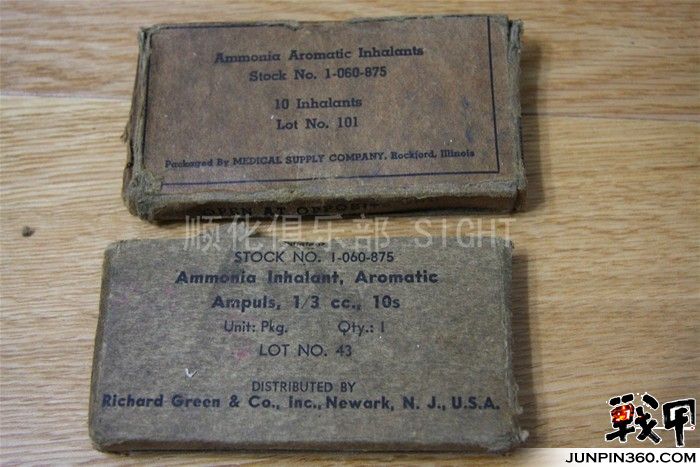 Ammonia Aromatic Inhalants
Stock No. 1-060-875
10 Inhalants
Lot No. 101
Packaged By MEDICAL SUPPLY COMPANY, Rockford, Illinois
顺化俱乐部 SIGHT
STOCK NO. 1-060-875
Ammonia Inhalant, Aromatic
Ampuls, 1/3 cc., 10s
Unit: Pkg. Qty.: 1
LOT NO. 43
DISTRIBUTED BY
Richard Green & Co., Inc., Newark, N. J., U.S.A.
戰甲
JUNPIN360.COM